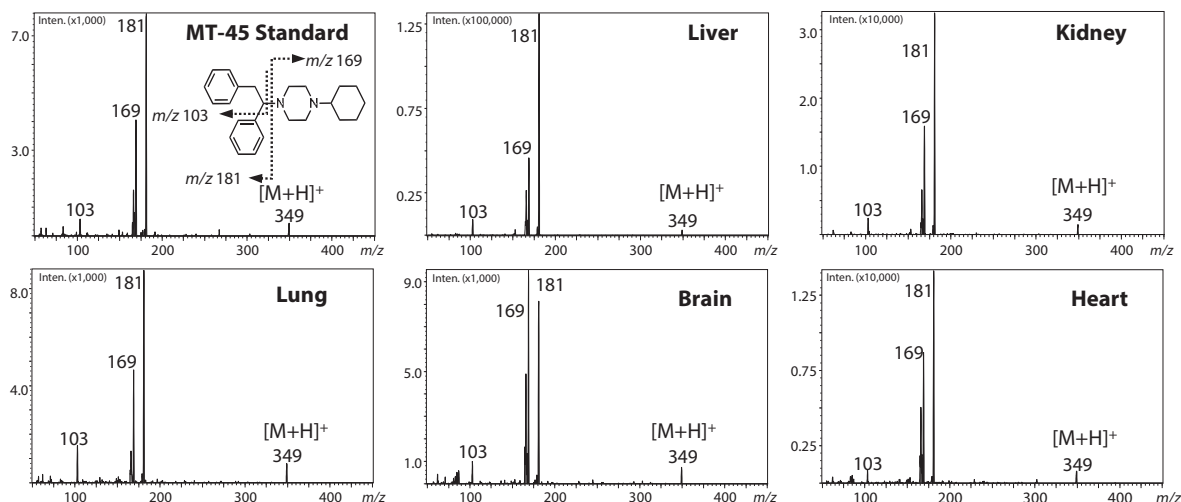 Inten. (x1,000)
MT-45 Standard
7.0
3.0
181
169
103
m/z 169
m/z 103
m/z 181
N
N
[M+H]+
349
100
200
300
400
m/z
Inten. (x100,000)
Liver
1.25
0.75
0.25
181
169
103
[M+H]+
349
100
200
300
400
m/z
Inten. (x10,000)
Kidney
3.0
2.0
1.0
181
169
103
[M+H]+
349
100
200
300
400
m/z
Inten. (x1,000)
Lung
8.0
4.0
181
169
103
[M+H]+
349
100
200
300
400
m/z
Inten. (x1,000)
Brain
9.0
5.0
1.0
181
169
103
[M+H]+
349
100
200
300
400
m/z
Inten. (x10,000)
Heart
1.25
0.75
0.25
181
169
103
[M+H]+
349
100
200
300
400
m/z